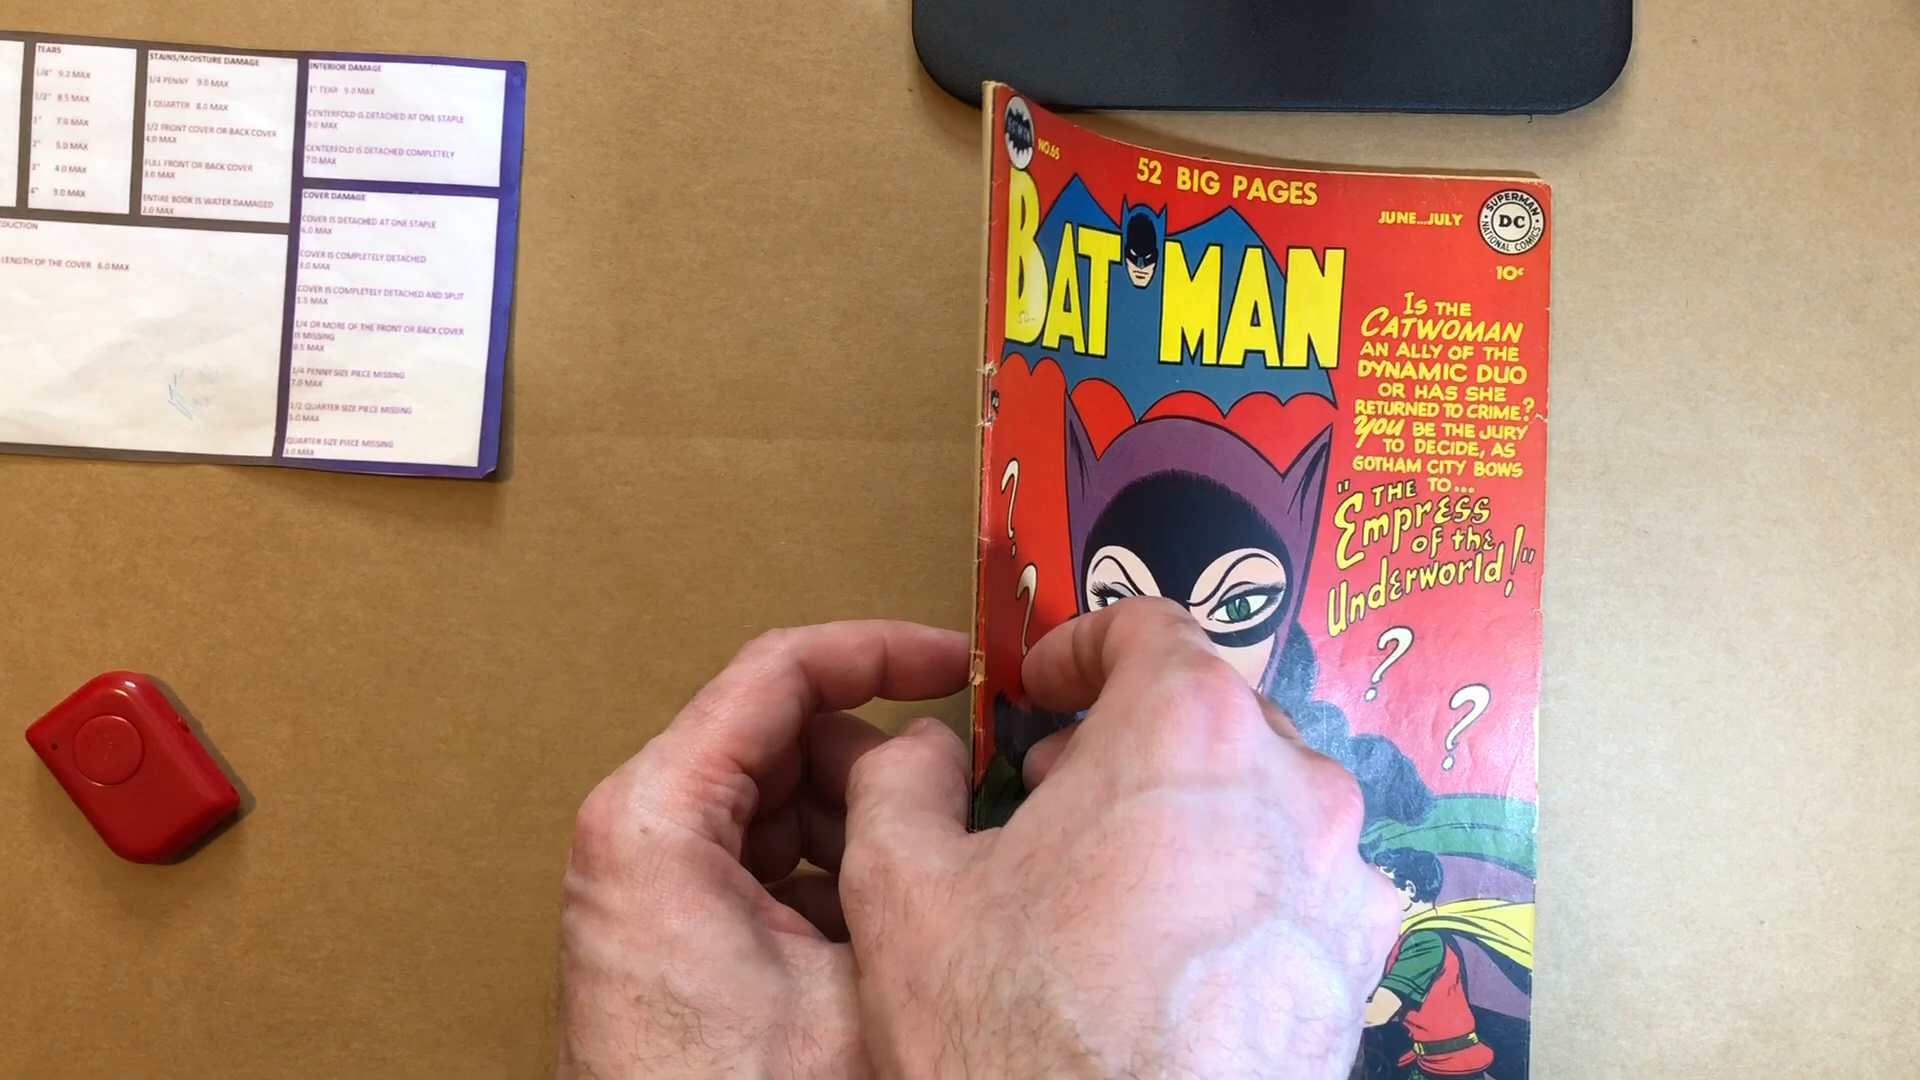 TEARS
1/4" 9.2 MAX
1/2" 8.5 MAX
1" 7.0 MAX
2" 5.0 MAX
3" 4.0 MAX
4" 3.0 MAX
STAINS/MOISTURE DAMAGE
1/4 PENNY 9.0 MAX
1 QUARTER 8.0 MAX
1/2 FRONT COVER OR BACK COVER
4.0 MAX
FULL FRONT OR BACK COVER
3.0 MAX
ENTIRE BOOK IS WATER DAMAGED
2.0 MAX
INTERIOR DAMAGE
1" TEAR 9.0 MAX
CENTERFOLD IS DETACHED AT ONE STAPLE
9.0 MAX
CENTERFOLD IS DETACHED COMPLETELY
7.0 MAX
COVER DAMAGE
COVER IS DETACHED AT ONE STAPLE
6.0 MAX
COVER IS COMPLETELY DETACHED
MAX
COVER IS COMPLETELY DETACHED AND SPLIT
1.5 MAX
1/4 OR MORE OF THE FRONT OR BACK COVER
IS MISSING
0.5 MAX
1/4 PENNY SIZE PIECE MISSING
7.0 MAX
1/2 QUARTER SIZE PIECE MISSING
5.0 MAX
QUARTER SIZE PIECE MISSING
3.0 MAX
LENGTH OF THE COVER 6.0 MAX
BATMAN
NO.65
52 BIG PAGES
JUNE...JULY
SUPERMAN
DC
NATIONAL COMICS
10¢
BATMAN
IS THE
CATWOMAN
AN ALLY OF THE
DYNAMIC DUO
OR HAS SHE
RETURNED TO CRIME?
YOU BE THE JURY
TO DECIDE, AS
GOTHAM CITY BOWS
TO...
"THE
Empress
of the
Underworld!"
?
?
?
?